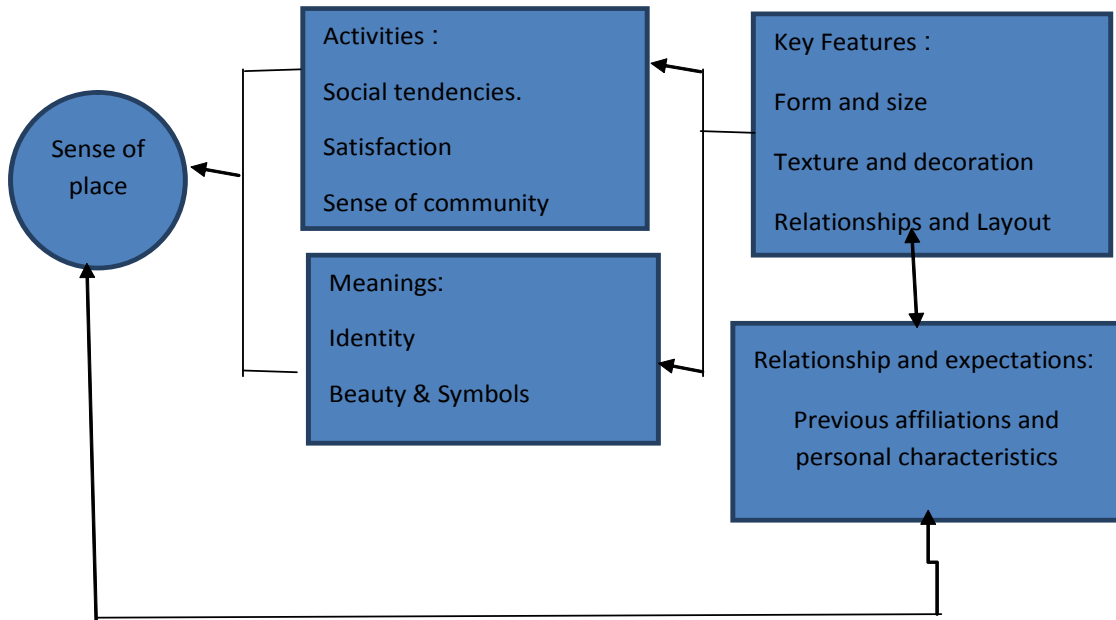 Sense of
place
Activities :
Social tendencies.
Satisfaction
Sense of community
Meanings:
Identity
Beauty & Symbols
Key Features :
Form and size
Texture and decoration
Relationships and Layout
Relationship and expectations:
Previous affiliations and
personal characteristics